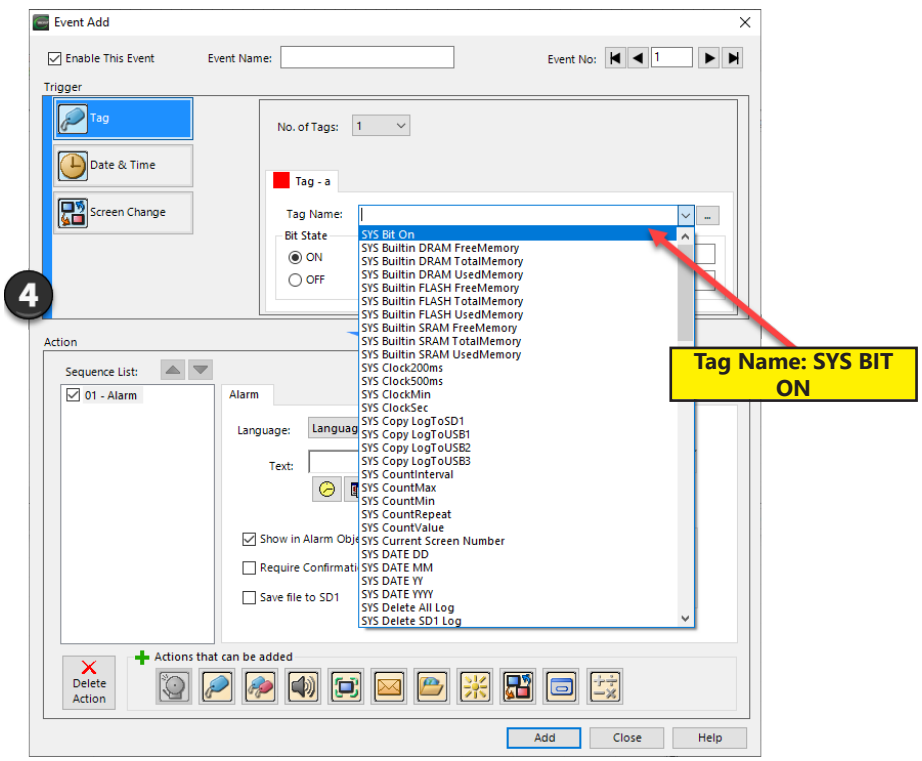 Event Add
Enable This Event
Event Name:
Event No:
1
Trigger
Tag
Date & Time
Screen Change
No. of Tags:
1
Tag - a
Tag Name:
...
Bit State
ON
OFF
SYS Bit On
SYS Builtin DRAM FreeMemory
SYS Builtin DRAM TotalMemory
SYS Builtin DRAM UsedMemory
SYS Builtin FLASH FreeMemory
SYS Builtin FLASH TotalMemory
SYS Builtin FLASH UsedMemory
SYS Builtin SRAM FreeMemory
SYS Builtin SRAM TotalMemory
SYS Builtin SRAM UsedMemory
SYS Clock200ms
SYS Clock500ms
SYS ClockMin
SYS ClockSec
SYS Copy LogToSD1
SYS Copy LogToUSB1
SYS Copy LogToUSB2
SYS Copy LogToUSB3
SYS CountInterval
SYS CountMax
SYS CountMin
SYS CountRepeat
SYS CountValue
SYS Current Screen Number
SYS DATE DD
SYS DATE MM
SYS DATE YY
SYS DATE YYYY
SYS Delete All Log
SYS Delete SD1 Log
4
Tag Name: SYS BIT
ON
Action
Sequence List:
01 - Alarm
Alarm
Language:
Languag
Text:
Show in Alarm Obje
Require Confirmati
Save file to SD1
Actions that can be added
Delete
Action
Add
Close
Help